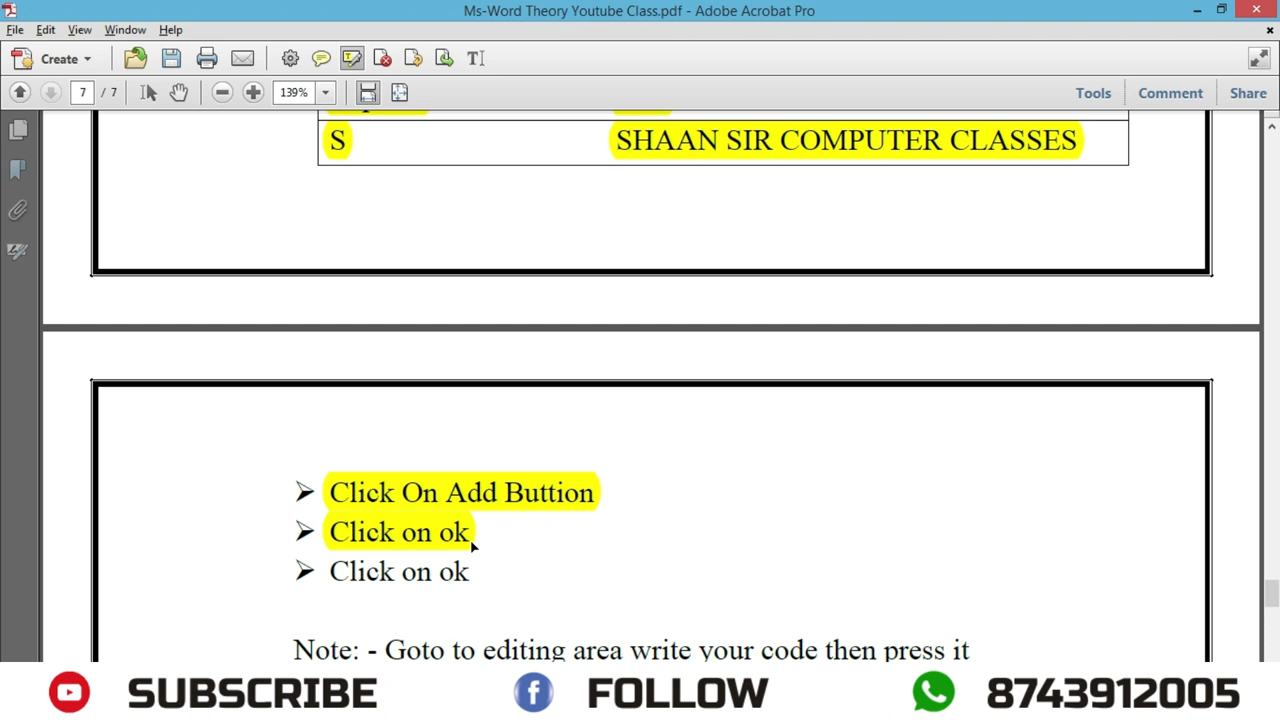 Ms-Word Theory Youtube Class.pdf - Adobe Acrobat Pro
File Edit View Window Help
Create
7 / 7 139% Tools Comment Share
S SHAAN SIR COMPUTER CLASSES
Click On Add Buttion
Click on ok
Click on ok
Note: - Goto to editing area write your code then press it
SUBSCRIBE FOLLOW 8743912005